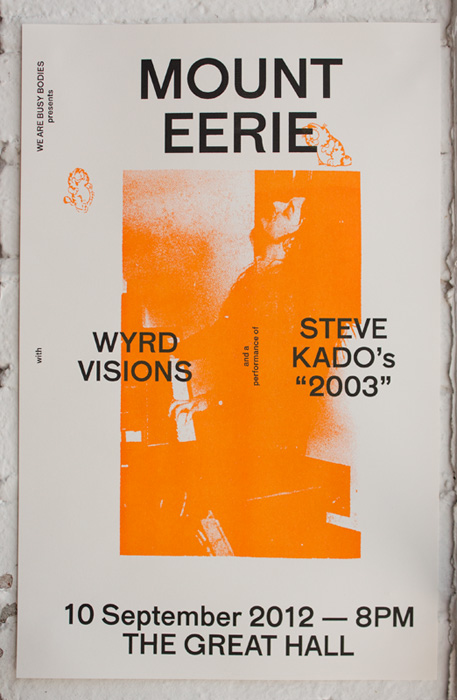 WE ARE BUSY BODIES
presents
MOUNT
EERIE
with
WYRD
VISIONS
and a
performance of
STEVE
KADO's
“2003”
10 September 2012 — 8PM
THE GREAT HALL